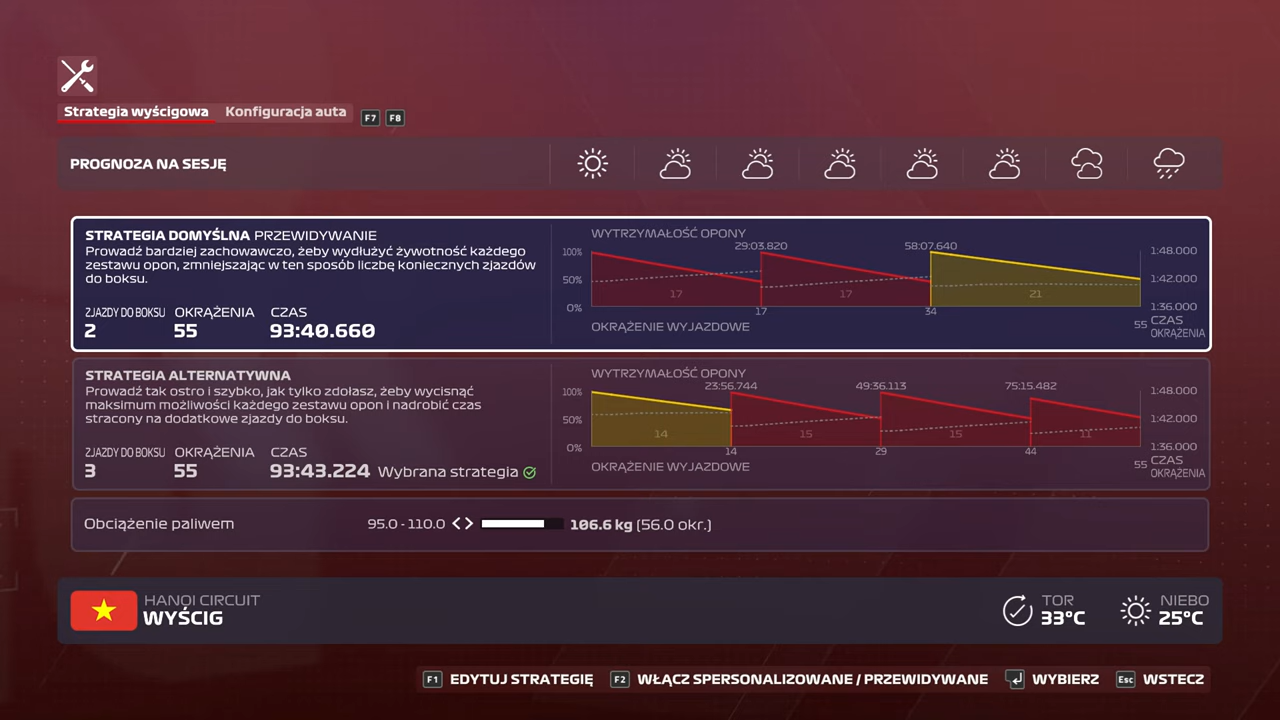 Strategia wyścigowa Konfiguracja auta F7 F8
PROGNOZA NA SESJĘ
STRATEGIA DOMYŚLNA PRZEWIDYWANIE
Prowadź bardziej zachowawczo, żeby wydłużyć żywotność każdego
zestawu opon, zmniejszając w ten sposób liczbę koniecznych zjazdów
do boksu.
ZJAZDY DO BOKSU OKRĄŻENIA CZAS
2 55 93:40.660
WYTRZYMAŁOŚĆ OPONY
29:03.820 58:07.640
100% 1:48.000
50% 1:42.000
17 17 21
0% 1:36.000
17 34 55
OKRĄŻENIE WYJAZDOWE
CZAS
OKRĄŻENIA
STRATEGIA ALTERNATYWNA
Prowadź tak ostro i szybko, jak tylko zdołasz, żeby wycisnąć
maksimum możliwości każdego zestawu opon i nadrobić czas
stracony na dodatkowe zjazdy do boksu.
ZJAZDY DO BOKSU OKRĄŻENIA CZAS
3 55 93:43.224 Wybrana strategia
WYTRZYMAŁOŚĆ OPONY
23:56.744 49:36.113 75:15.482
100% 1:48.000
50% 1:42.000
14 15 15 11
0% 1:36.000
14 29 44 55
OKRĄŻENIE WYJAZDOWE
CZAS
OKRĄŻENIA
Obciążenie paliwem 95.0 - 110.0 106.6 kg (56.0 okr.)
HANOI CIRCUIT
WYŚCIG
TOR
33°C
NIEBO
25°C
F1 EDYTUJ STRATEGIĘ F2 WŁĄCZ SPERSONALIZOWANE / PRZEWIDYWANE WYBIERZ Esc WSTECZ